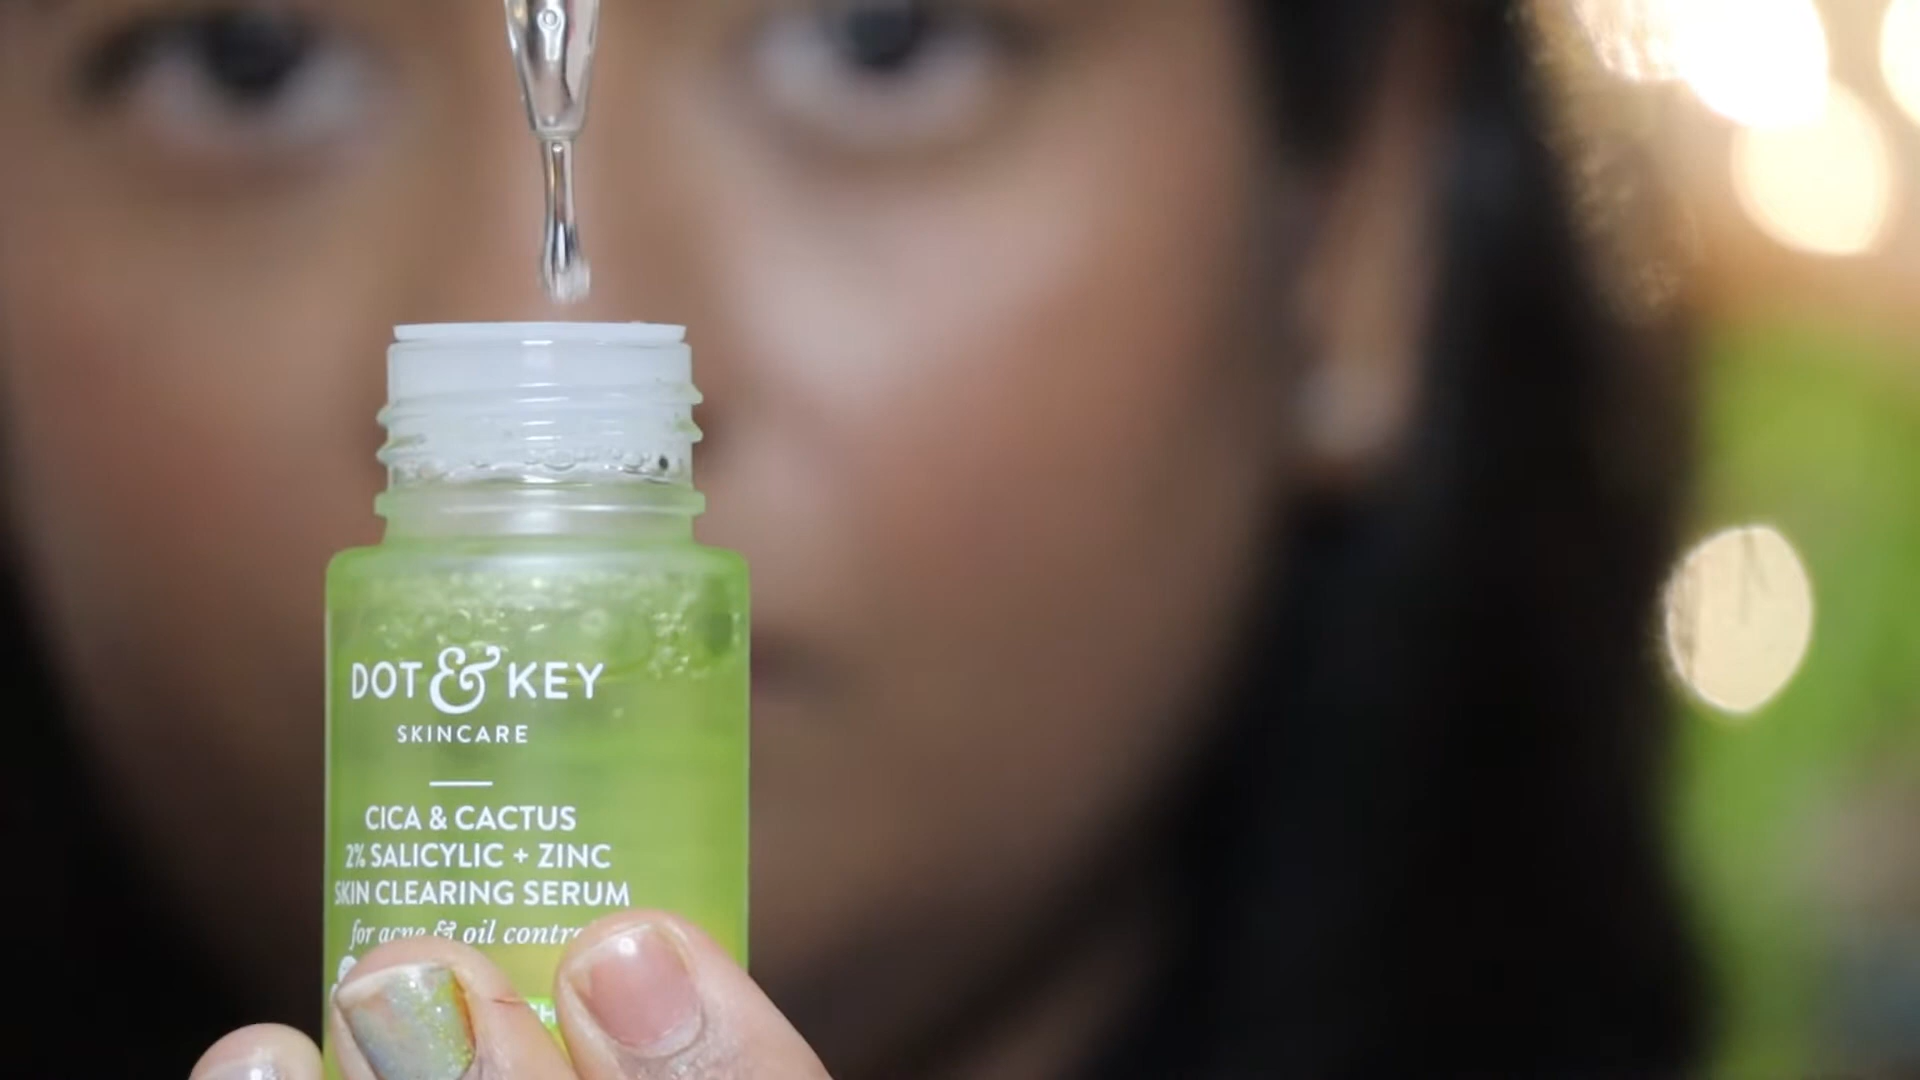 DOT & KEY
SKINCARE
CICA & CACTUS
2% SALICYLIC + ZINC
SKIN CLEARING SERUM
for acne & oil